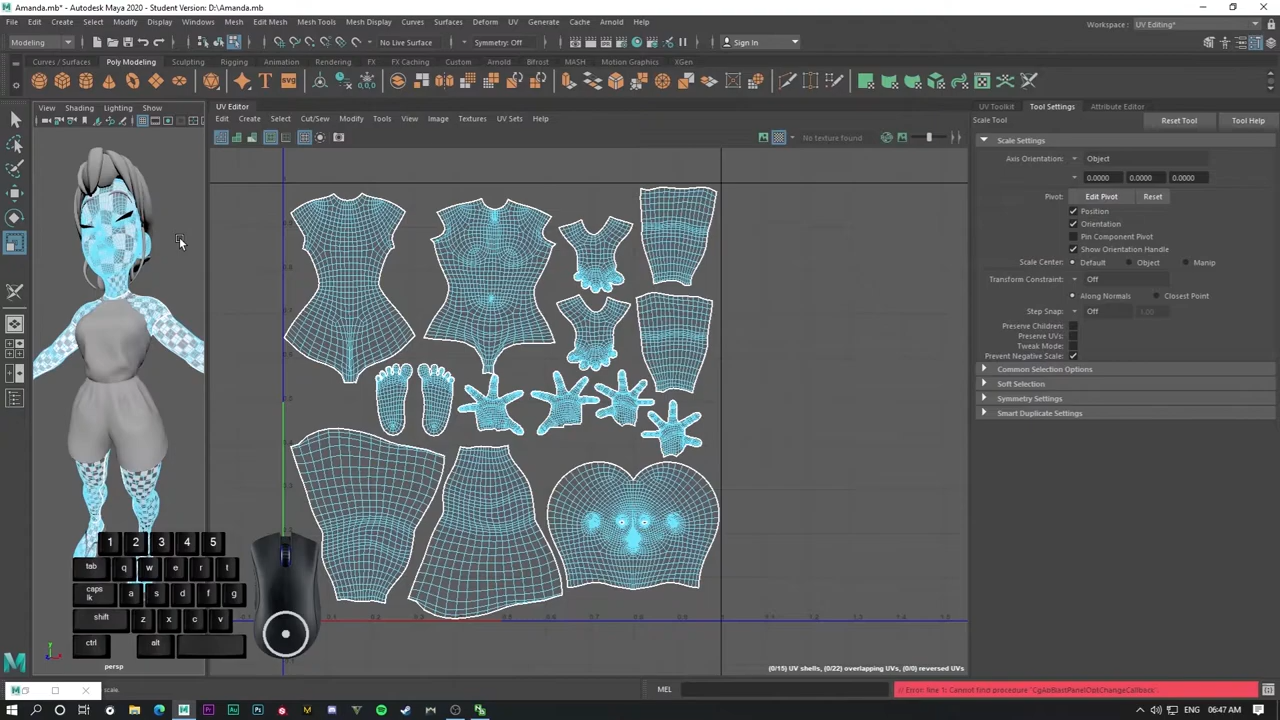 Amanda.mb* - Autodesk Maya 2020 - Student Version: D:\Amanda.mb
File Edit Create Select Modify Display Windows Mesh Edit Mesh Mesh Tools Mesh Display Curves Surfaces Deform UV Generate Cache Arnold Help
Workspace : UV Editing*
Modeling No Live Surface Symmetry: Off Sign In
Curves / Surfaces Poly Modeling Sculpting Rigging Animation Rendering FX FX Caching Custom Arnold Bifrost MASH Motion Graphics XGen
View Shading Lighting Show
UV Editor
UV Toolkit Tool Settings Attribute Editor
Edit Create Select Cut/Sew Modify Tools View Image Textures UV Sets Help
Scale Tool Reset Tool Tool Help
No texture found
Scale Settings
Axis Orientation: Object
0.0000 0.0000 0.0000
Pivot: Edit Pivot Reset
Position
Orientation
Pin Component Pivot
Show Orientation Handle
Scale Center: Default Object Manip
Transform Constraint: Off
Along Normals Closest Point
Step Snap: Off 1.00
Preserve Children:
Preserve UVs:
Tweak Mode:
Prevent Negative Scale:
Common Selection Options
Soft Selection
Symmetry Settings
Smart Duplicate Settings
1 2 3 4 5
tab q w e r t
caps lk a s d f g
shift z x c v
ctrl alt
persp
(0/15) UV shells, (0/22) overlapping UVs, (0/0) reversed UVs
scale.
MEL
// Error: line 1: Cannot find procedure "CgAbBlastPanelOptChangeCallback".
ENG 06:47 AM